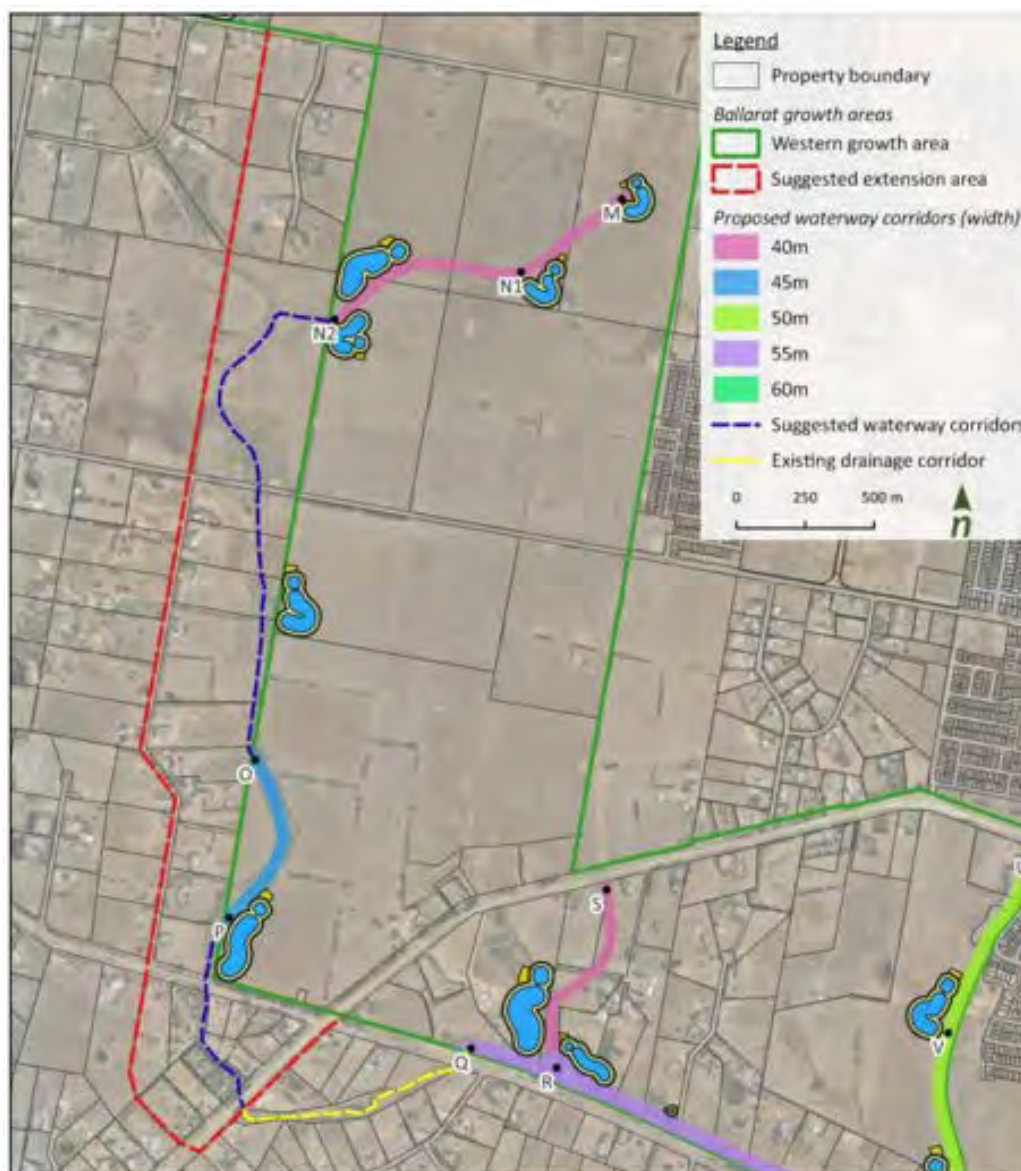 Legend
Property boundary
Ballarat growth areas
Western growth area
Suggested extension area
Proposed waterway corridors (width)
40m
45m
50m
55m
60m
Suggested waterway corridors
Existing drainage corridor
0 250 500 m
n
M
N1
N2
O
P
S
Q
R
V